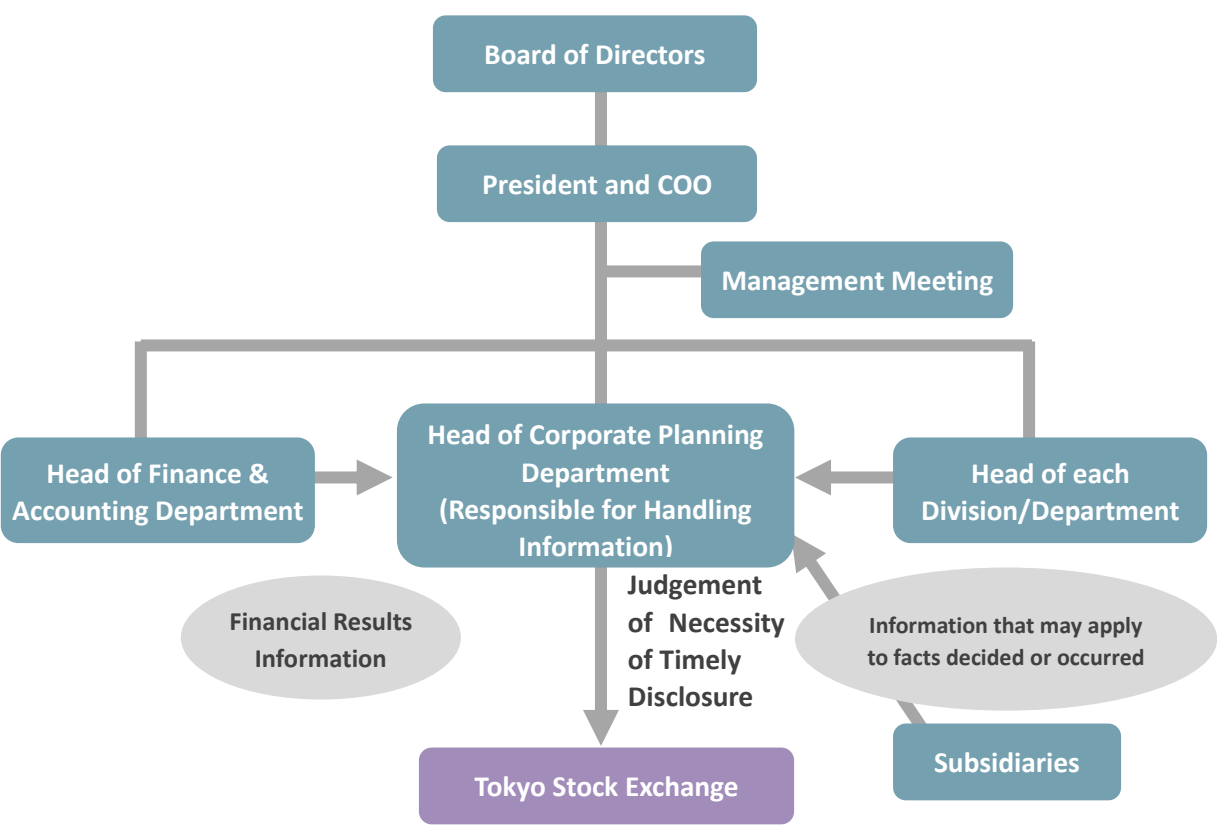 Board of Directors
President and COO
Management Meeting
Head of Corporate Planning
Department
(Responsible for Handling
Information)
Head of Finance &
Accounting Department
Head of each
Division/Department
Judgement
of Necessity
of Timely
Disclosure
Financial Results
Information
Information that may apply
to facts decided or occurred
Subsidiaries
Tokyo Stock Exchange